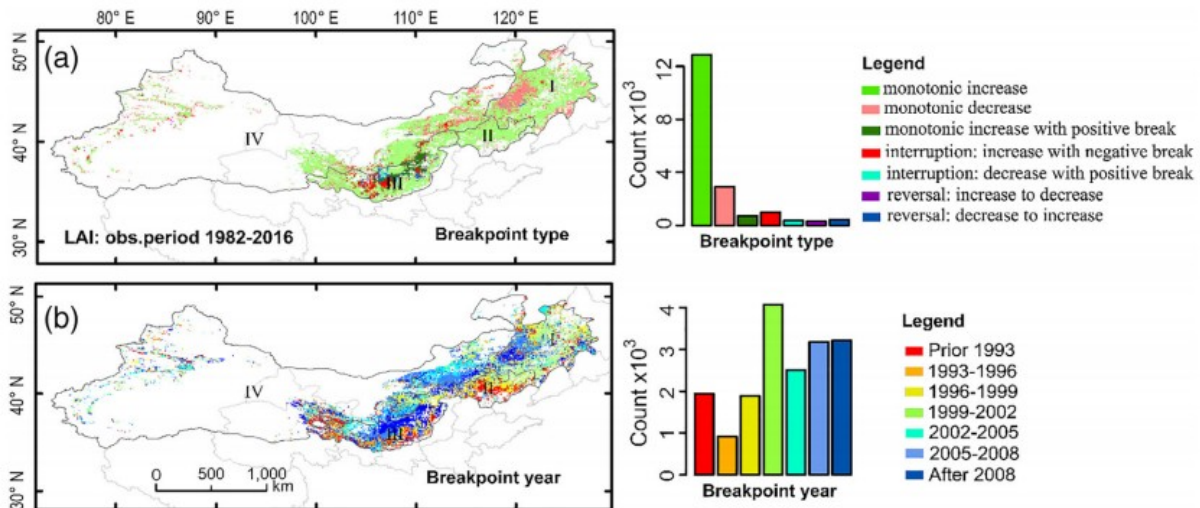 80° E 90° E 100° E 110° E 120° E
(a)
50° N
40° N
30° N
I
II
III
IV
LAI: obs.period 1982-2016
Breakpoint type
Count x10³
12
8
4
0
Breakpoint type
Legend
monotonic increase
monotonic decrease
monotonic increase with positive break
interruption: increase with negative break
interruption: decrease with positive break
reversal: increase to decrease
reversal: decrease to increase
(b)
50° N
40° N
30° N
I
II
III
IV
0 500 1,000
km
Breakpoint year
Count x10³
4
3
2
1
0
Breakpoint year
Legend
Prior 1993
1993-1996
1996-1999
1999-2002
2002-2005
2005-2008
After 2008